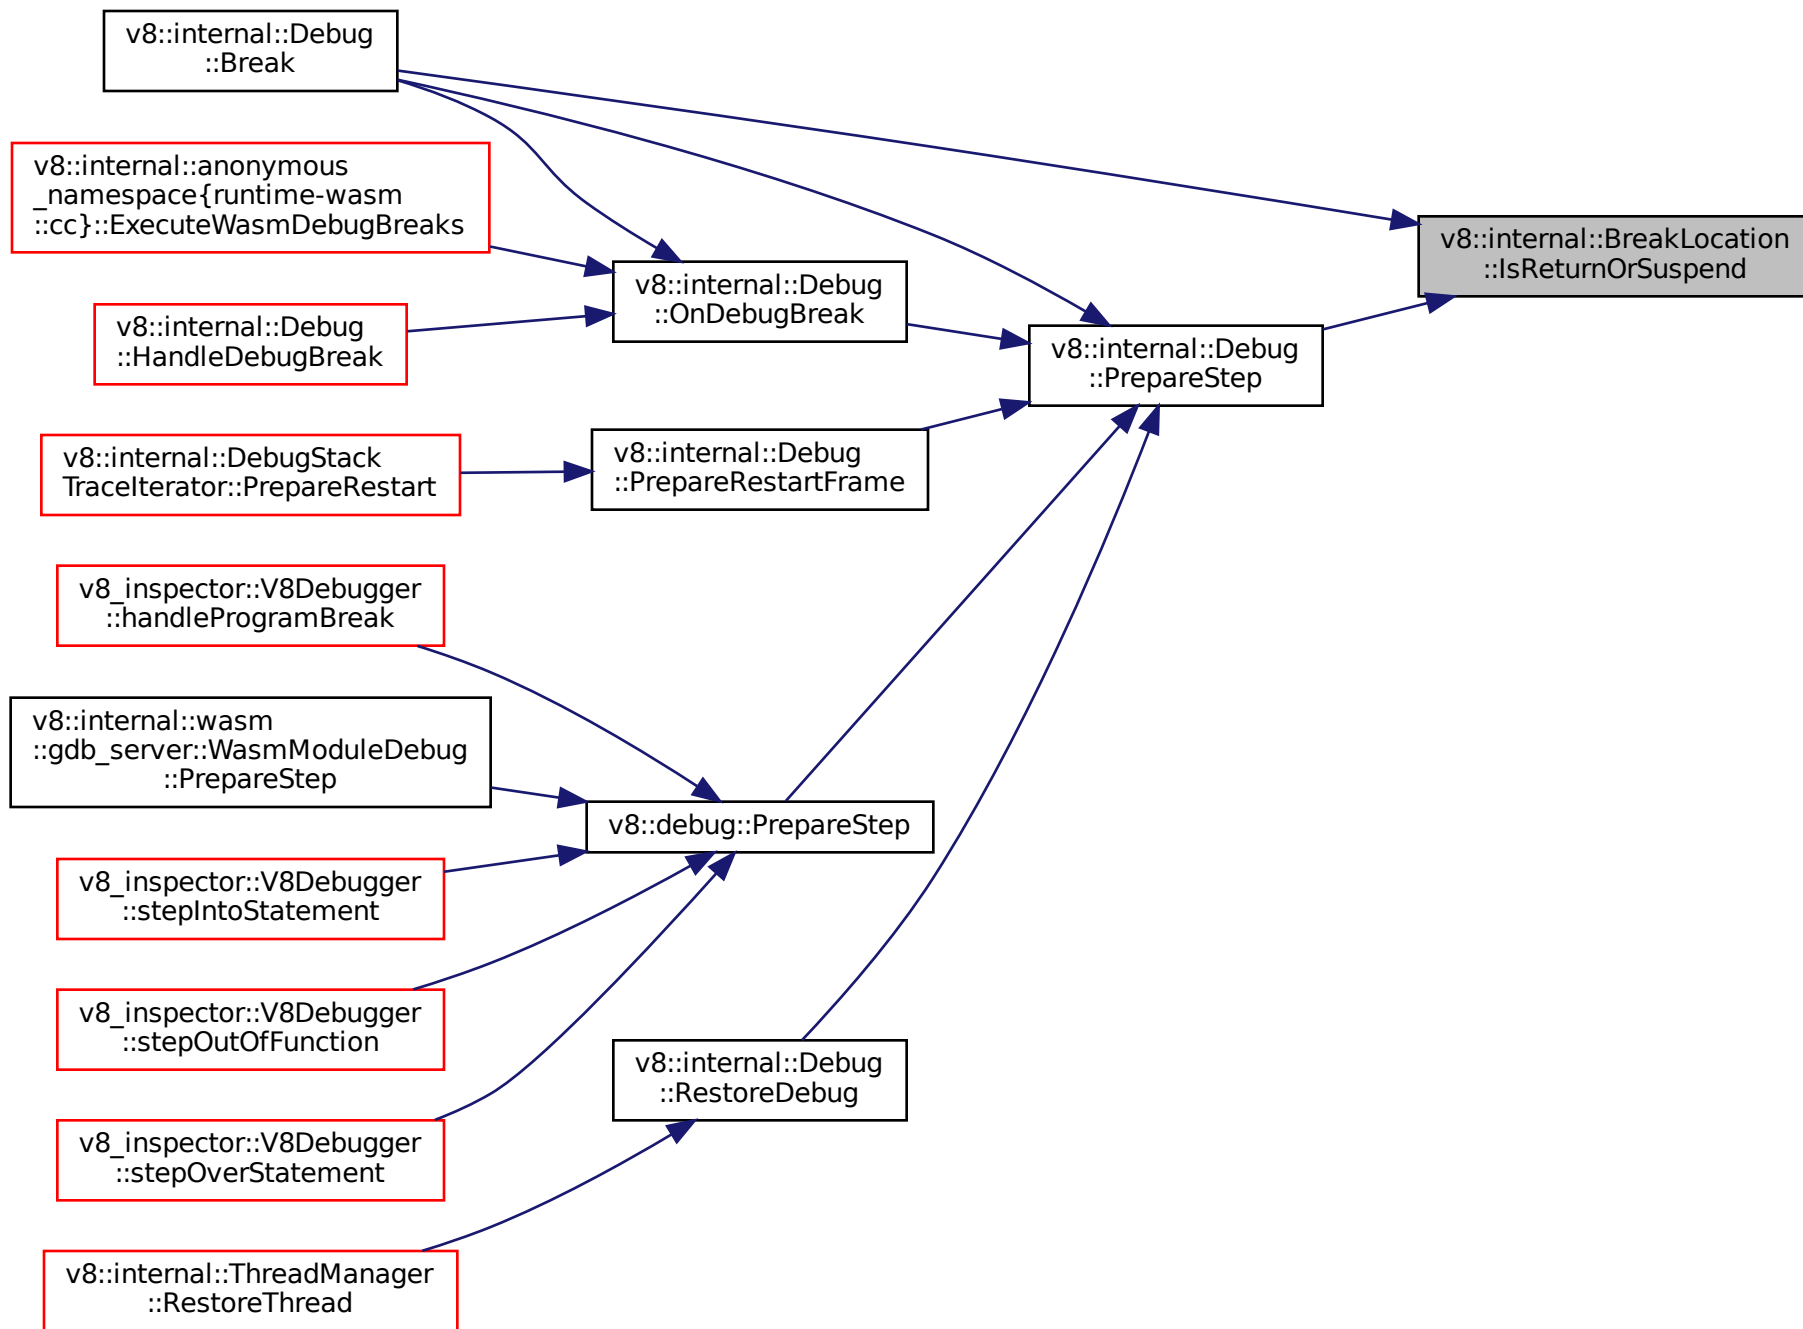 v8::internal::Debug
::Break
v8::internal::anonymous
_namespace{runtime-wasm
::cc}::ExecuteWasmDebugBreaks
v8::internal::BreakLocation
::IsReturnOrSuspend
v8::internal::Debug
::OnDebugBreak
v8::internal::Debug
::HandleDebugBreak
v8::internal::Debug
::PrepareStep
v8::internal::DebugStack
TraceIterator::PrepareRestart
v8::internal::Debug
::PrepareRestartFrame
v8_inspector::V8Debugger
::handleProgramBreak
v8::internal::wasm
::gdb_server::WasmModuleDebug
::PrepareStep
v8::debug::PrepareStep
v8_inspector::V8Debugger
::stepIntoStatement
v8_inspector::V8Debugger
::stepOutOfFunction
v8::internal::Debug
::RestoreDebug
v8_inspector::V8Debugger
::stepOverStatement
v8::internal::ThreadManager
::RestoreThread